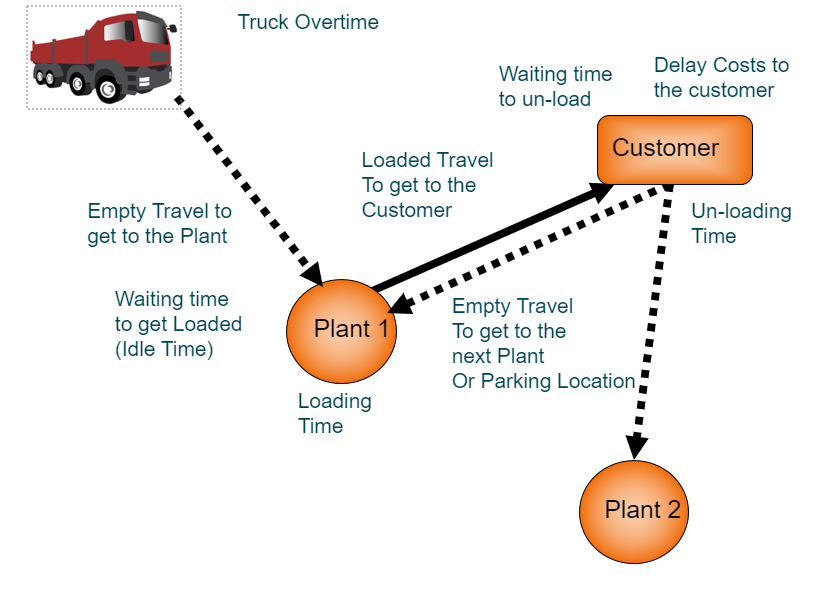 Truck Overtime
Waiting time
to un-load
Delay Costs to
the customer
Customer
Loaded Travel
To get to the
Customer
Empty Travel to
get to the Plant
Un-loading
Time
Waiting time
to get Loaded
(Idle Time)
Plant 1
Empty Travel
To get to the
next Plant
Or Parking Location
Loading
Time
Plant 2